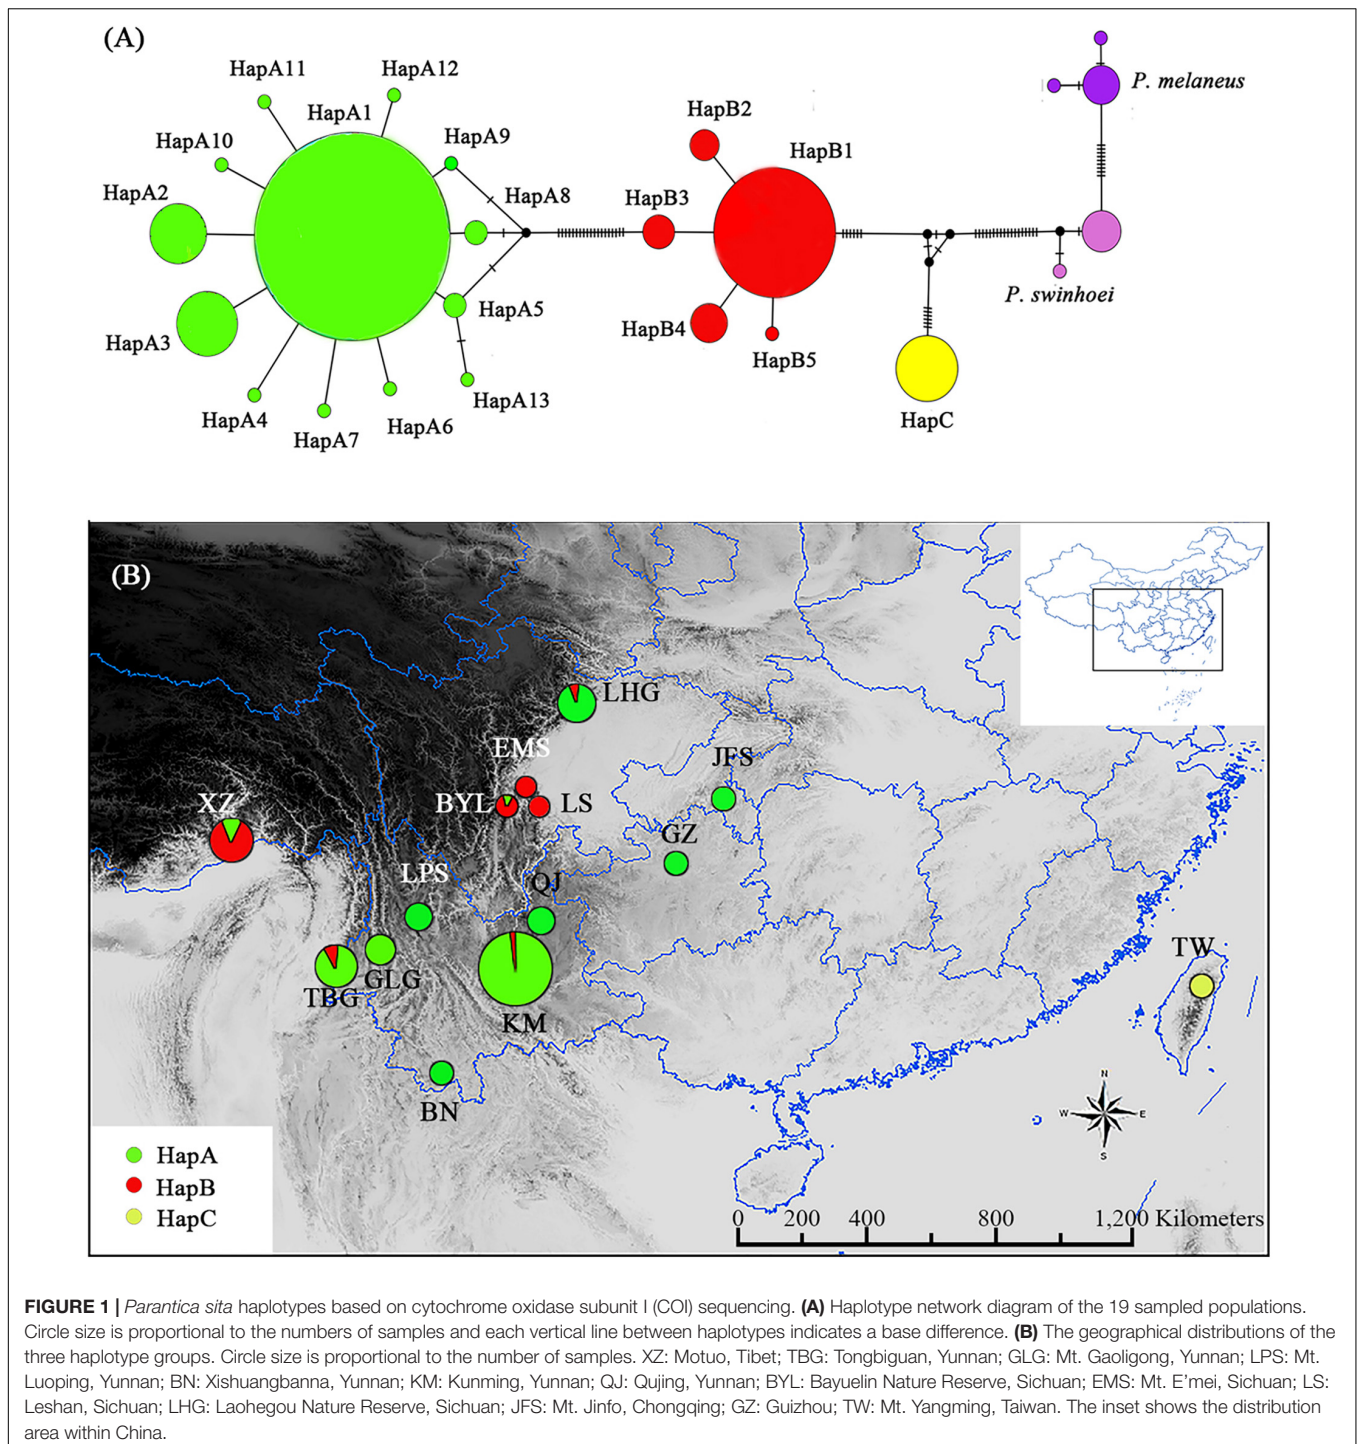 (A)
HapA11
HapA12
HapA1
HapA10
HapA9
HapA2
HapA8
HapA3
HapA5
HapA4
HapA7
HapA6
HapA13
HapB2
HapB1
HapB3
HapB4
HapB5
HapC
P. melaneus
P. swinhoei
(B)
LHG
EMS
JFS
XZ
BYL
LS
GZ
LPS
QJ
TW
TBG
GLG
KM
BN
N
W
E
S
HapA
HapB
HapC
0 200 400 800 1,200 Kilometers
FIGURE 1 | Parantica sita haplotypes based on cytochrome oxidase subunit I (COI) sequencing. (A) Haplotype network diagram of the 19 sampled populations.
Circle size is proportional to the numbers of samples and each vertical line between haplotypes indicates a base difference. (B) The geographical distributions of the
three haplotype groups. Circle size is proportional to the number of samples. XZ: Motuo, Tibet; TBG: Tongbiguan, Yunnan; GLG: Mt. Gaoligong, Yunnan; LPS: Mt.
Luoping, Yunnan; BN: Xishuangbanna, Yunnan; KM: Kunming, Yunnan; QJ: Qujing, Yunnan; BYL: Bayuelin Nature Reserve, Sichuan; EMS: Mt. E'mei, Sichuan; LS:
Leshan, Sichuan; LHG: Laohegou Nature Reserve, Sichuan; JFS: Mt. Jinfo, Chongqing; GZ: Guizhou; TW: Mt. Yangming, Taiwan. The inset shows the distribution
area within China.